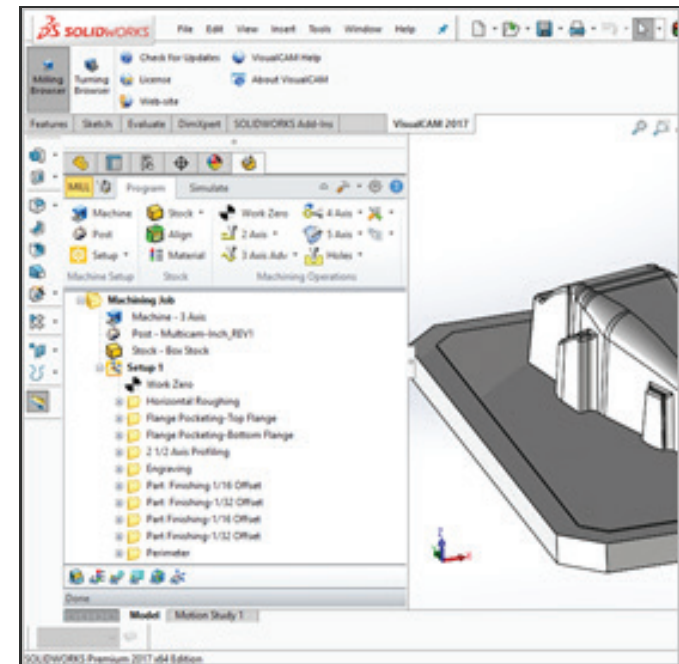 SOLIDWORKS File Edit View Insert Tools Window Help
Milling Browser
Turning Browser
Check for Updates
License
Web-site
VisualCAM Help
About VisualCAM
Features Sketch Evaluate DimXpert SOLIDWORKS Add-Ins VisualCAM 2017
MILL Program Simulate
Machine Stock Work Zero 4 Axis
Post Align 2 Axis 5 Axis
Setup Material 3 Axis Adv Holes
Machine Setup Stock Machining Operations
Machining Job
Machine - 3 Axis
Post - Multicam-Inch_REV1
Stock - Box Stock
Setup 1
Work Zero
Horizontal Roughing
Flange Pocketing-Top Flange
Flange Pocketing-Bottom Flange
2 1/2 Axis Profiling
Engraving
Part Finishing 1/16 Offset
Part Finishing-1/32 Offset
Part Finishing-1/16 Offset
Part Finishing-1/32 Offset
Perimeter
Done
Model Motion Study 1
SOLIDWORKS Premium 2017 x64 Edition